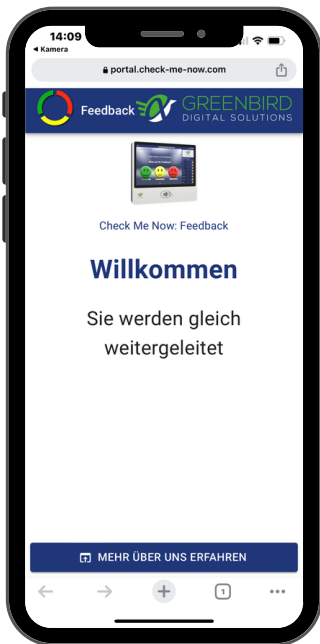 14:09
◀ Kamera
portal.check-me-now.com
Feedback
GREENBIRD
DIGITAL SOLUTIONS
Check Me Now: Feedback
Willkommen
Sie werden gleich
weitergeleitet
MEHR ÜBER UNS ERFAHREN
1